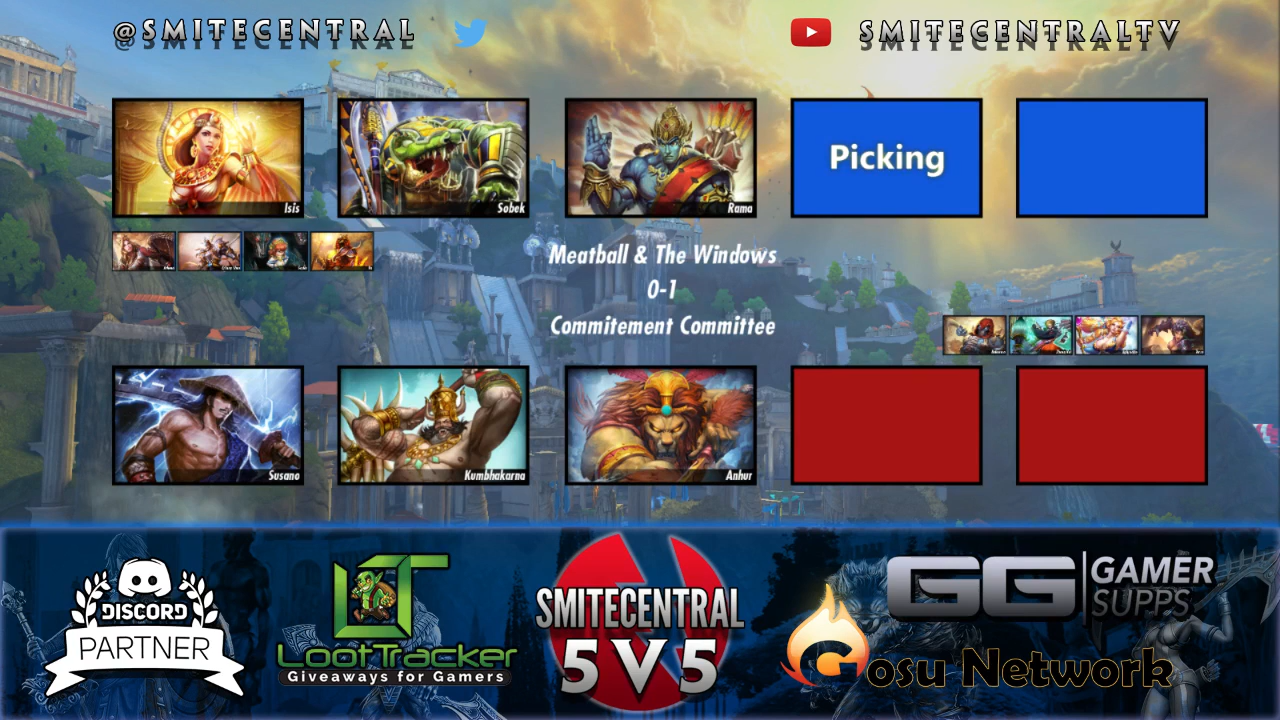 @SMITECENTRAL
SMITECENTRALTV
Isis
Sobek
Rama
Picking
Meatball & The Windows
0-1
Commitement Committee
Susano
Kumbhakarna
Anhur
DISCORD
PARTNER
LT
LootTracker
Giveaways for Gamers
SMITECENTRAL
5V5
GG GAMER
SUPPS
Gosu Network